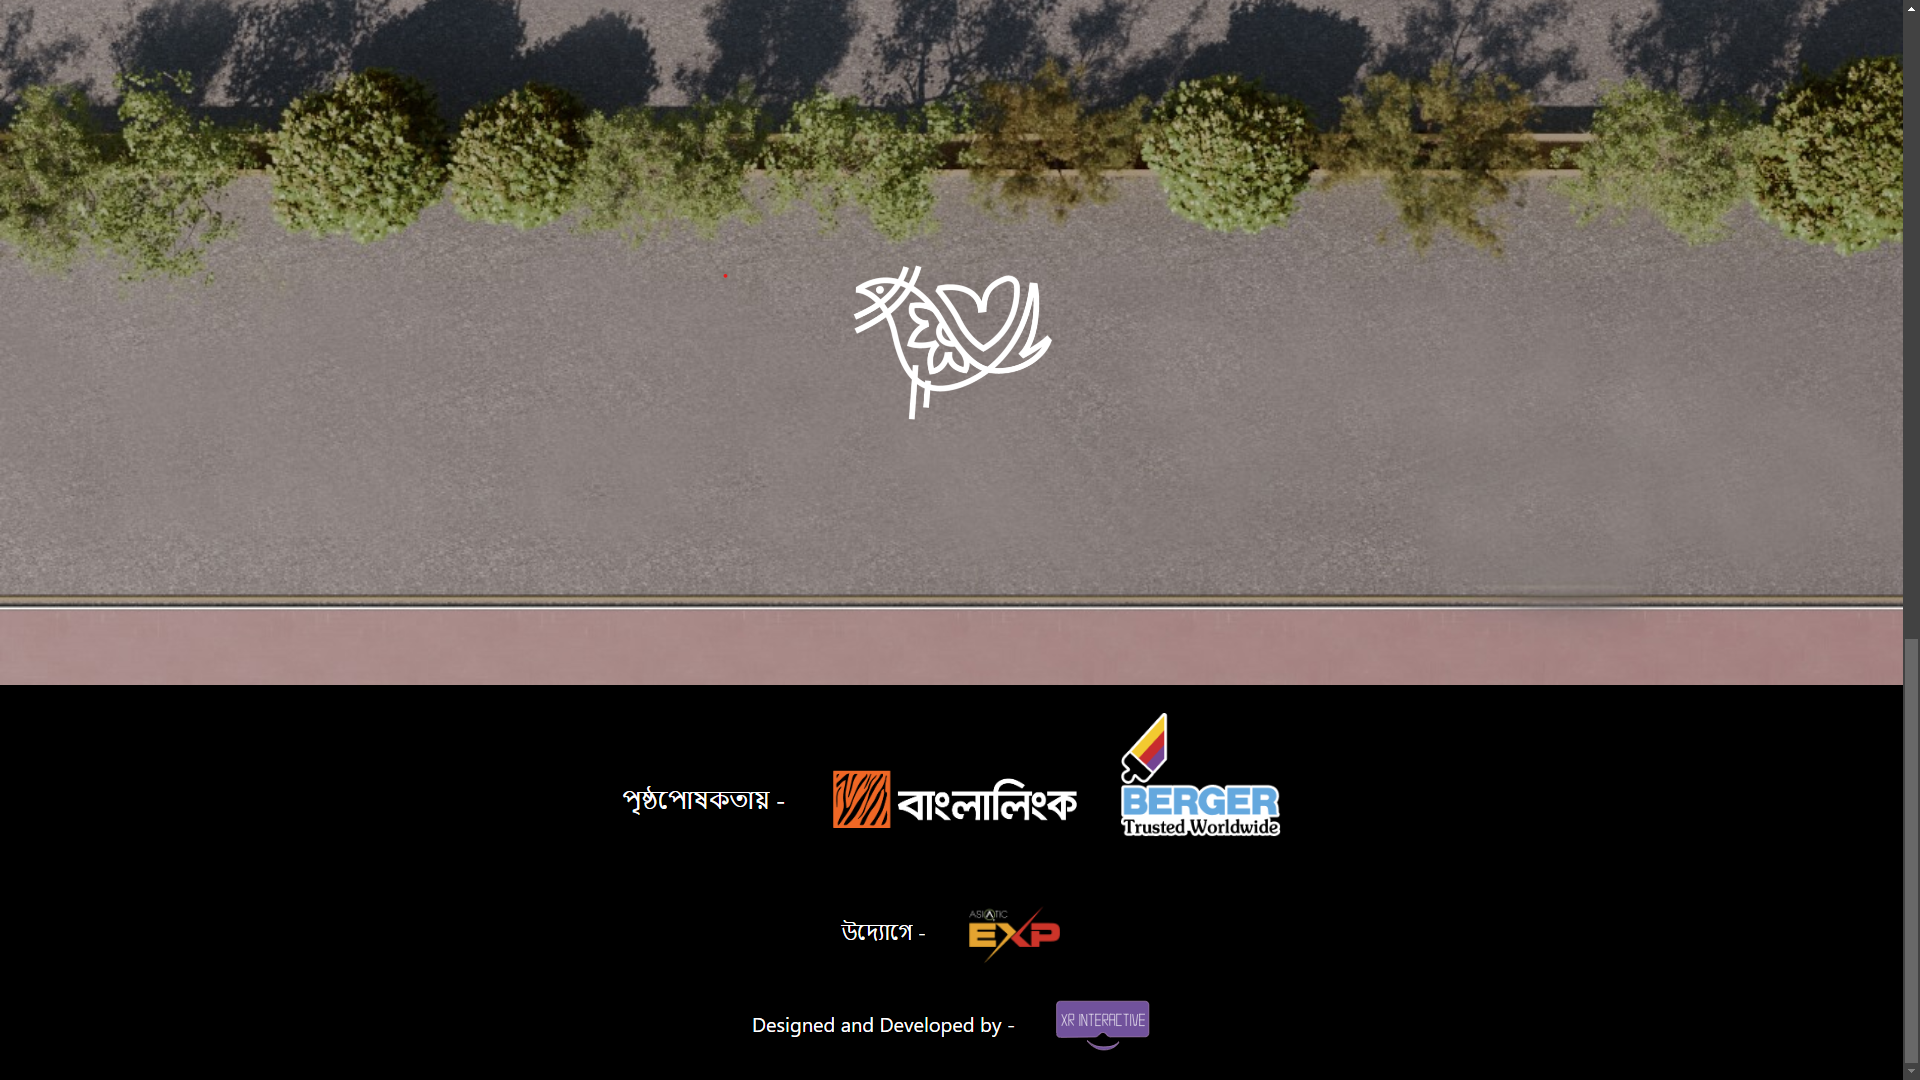 পৃষ্ঠপোষকতায় - বাংলালিংক BERGER
Trusted Worldwide
উদ্যোগে - ASIATIC
EXP
Designed and Developed by - XR INTERACTIVE